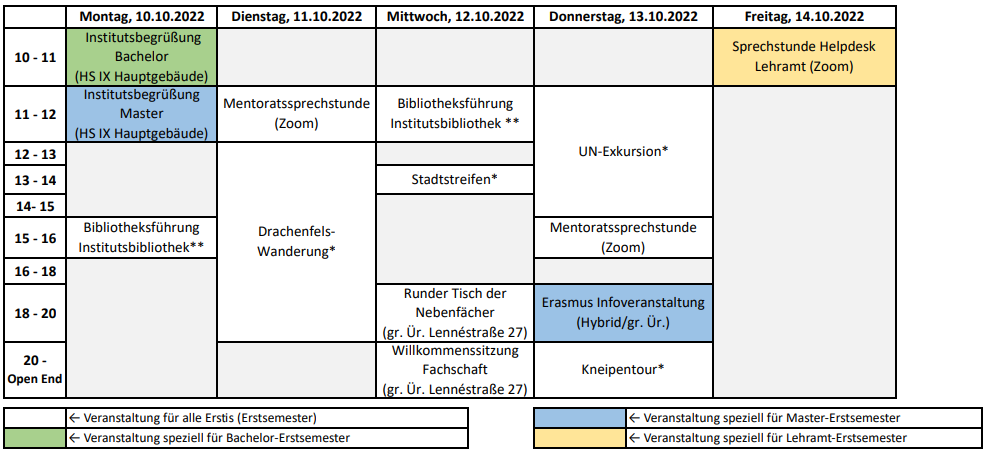 Montag, 10.10.2022 Dienstag, 11.10.2022 Mittwoch, 12.10.2022 Donnerstag, 13.10.2022 Freitag, 14.10.2022
10 - 11
Institutsbegrüßung
Bachelor
(HS IX Hauptgebäude)
Sprechstunde Helpdesk
Lehramt (Zoom)
11 - 12
Institutsbegrüßung
Master
(HS IX Hauptgebäude)
Mentoratssprechstunde
(Zoom)
Bibliotheksführung
Institutsbibliothek **
UN-Exkursion*
12 - 13
13 - 14
Stadtstreifen*
14- 15
Drachenfels-
Wanderung*
15 - 16
Bibliotheksführung
Institutsbibliothek**
Mentoratssprechstunde
(Zoom)
16 - 18
18 - 20
Runder Tisch der
Nebenfächer
(gr. Ür. Lennéstraße 27)
Erasmus Infoveranstaltung
(Hybrid/gr. Ür.)
20 -
Open End
Willkommenssitzung
Fachschaft
(gr. Ür. Lennéstraße 27)
Kneipentour*
← Veranstaltung für alle Erstis (Erstsemester)
← Veranstaltung speziell für Master-Erstsemester
← Veranstaltung speziell für Bachelor-Erstsemester
← Veranstaltung speziell für Lehramt-Erstsemester